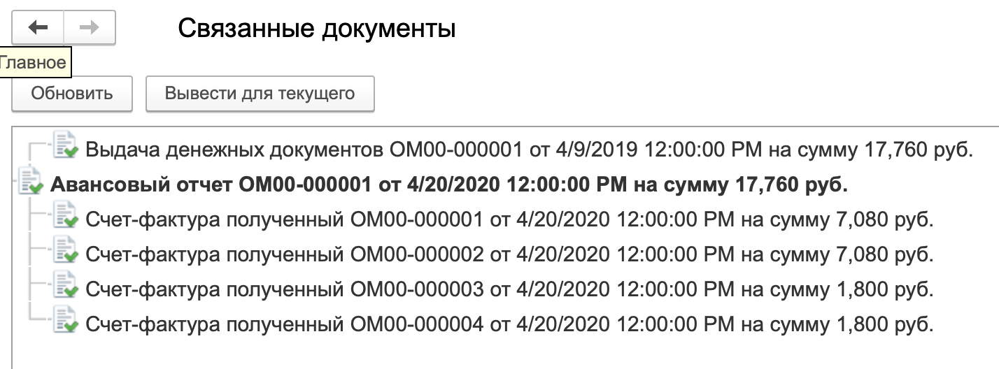 Связанные документы
Главное
Обновить Вывести для текущего
Выдача денежных документов ОМ00-000001 от 4/9/2019 12:00:00 PM на сумму 17,760 руб.
Авансовый отчет ОМ00-000001 от 4/20/2020 12:00:00 PM на сумму 17,760 руб.
Счет-фактура полученный ОМ00-000001 от 4/20/2020 12:00:00 PM на сумму 7,080 руб.
Счет-фактура полученный ОМ00-000002 от 4/20/2020 12:00:00 PM на сумму 7,080 руб.
Счет-фактура полученный ОМ00-000003 от 4/20/2020 12:00:00 PM на сумму 1,800 руб.
Счет-фактура полученный ОМ00-000004 от 4/20/2020 12:00:00 PM на сумму 1,800 руб.